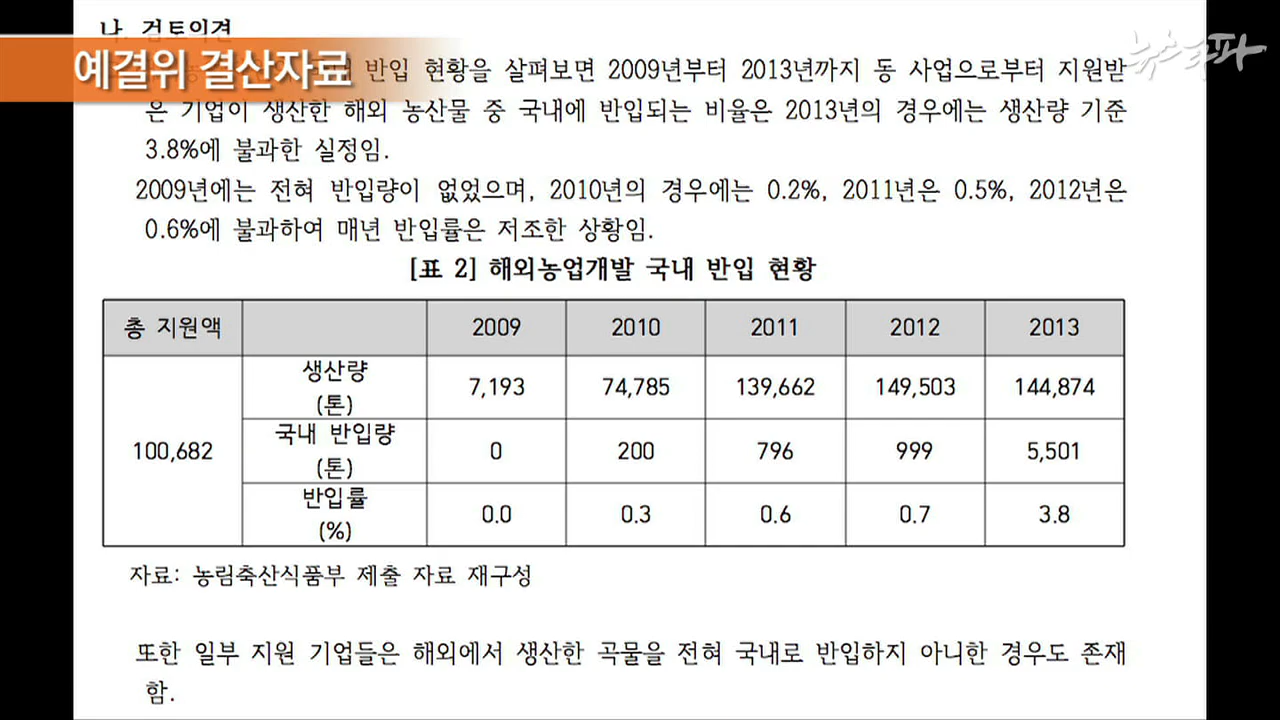 나. 검토의견
예결위 결산자료
뉴스타파
반입 현황을 살펴보면 2009년부터 2013년까지 동 사업으로부터 지원받
은 기업이 생산한 해외 농산물 중 국내에 반입되는 비율은 2013년의 경우에는 생산량 기준
3.8%에 불과한 실정임.
2009년에는 전혀 반입량이 없었으며, 2010년의 경우에는 0.2%, 2011년은 0.5%, 2012년은
0.6%에 불과하여 매년 반입률은 저조한 상황임.
[표 2] 해외농업개발 국내 반입 현황
총 지원액 2009 2010 2011 2012 2013
생산량
(톤) 7,193 74,785 139,662 149,503 144,874
100,682 국내 반입량
(톤) 0 200 796 999 5,501
반입률
(%) 0.0 0.3 0.6 0.7 3.8
자료: 농림축산식품부 제출 자료 재구성
또한 일부 지원 기업들은 해외에서 생산한 곡물을 전혀 국내로 반입하지 아니한 경우도 존재
함.